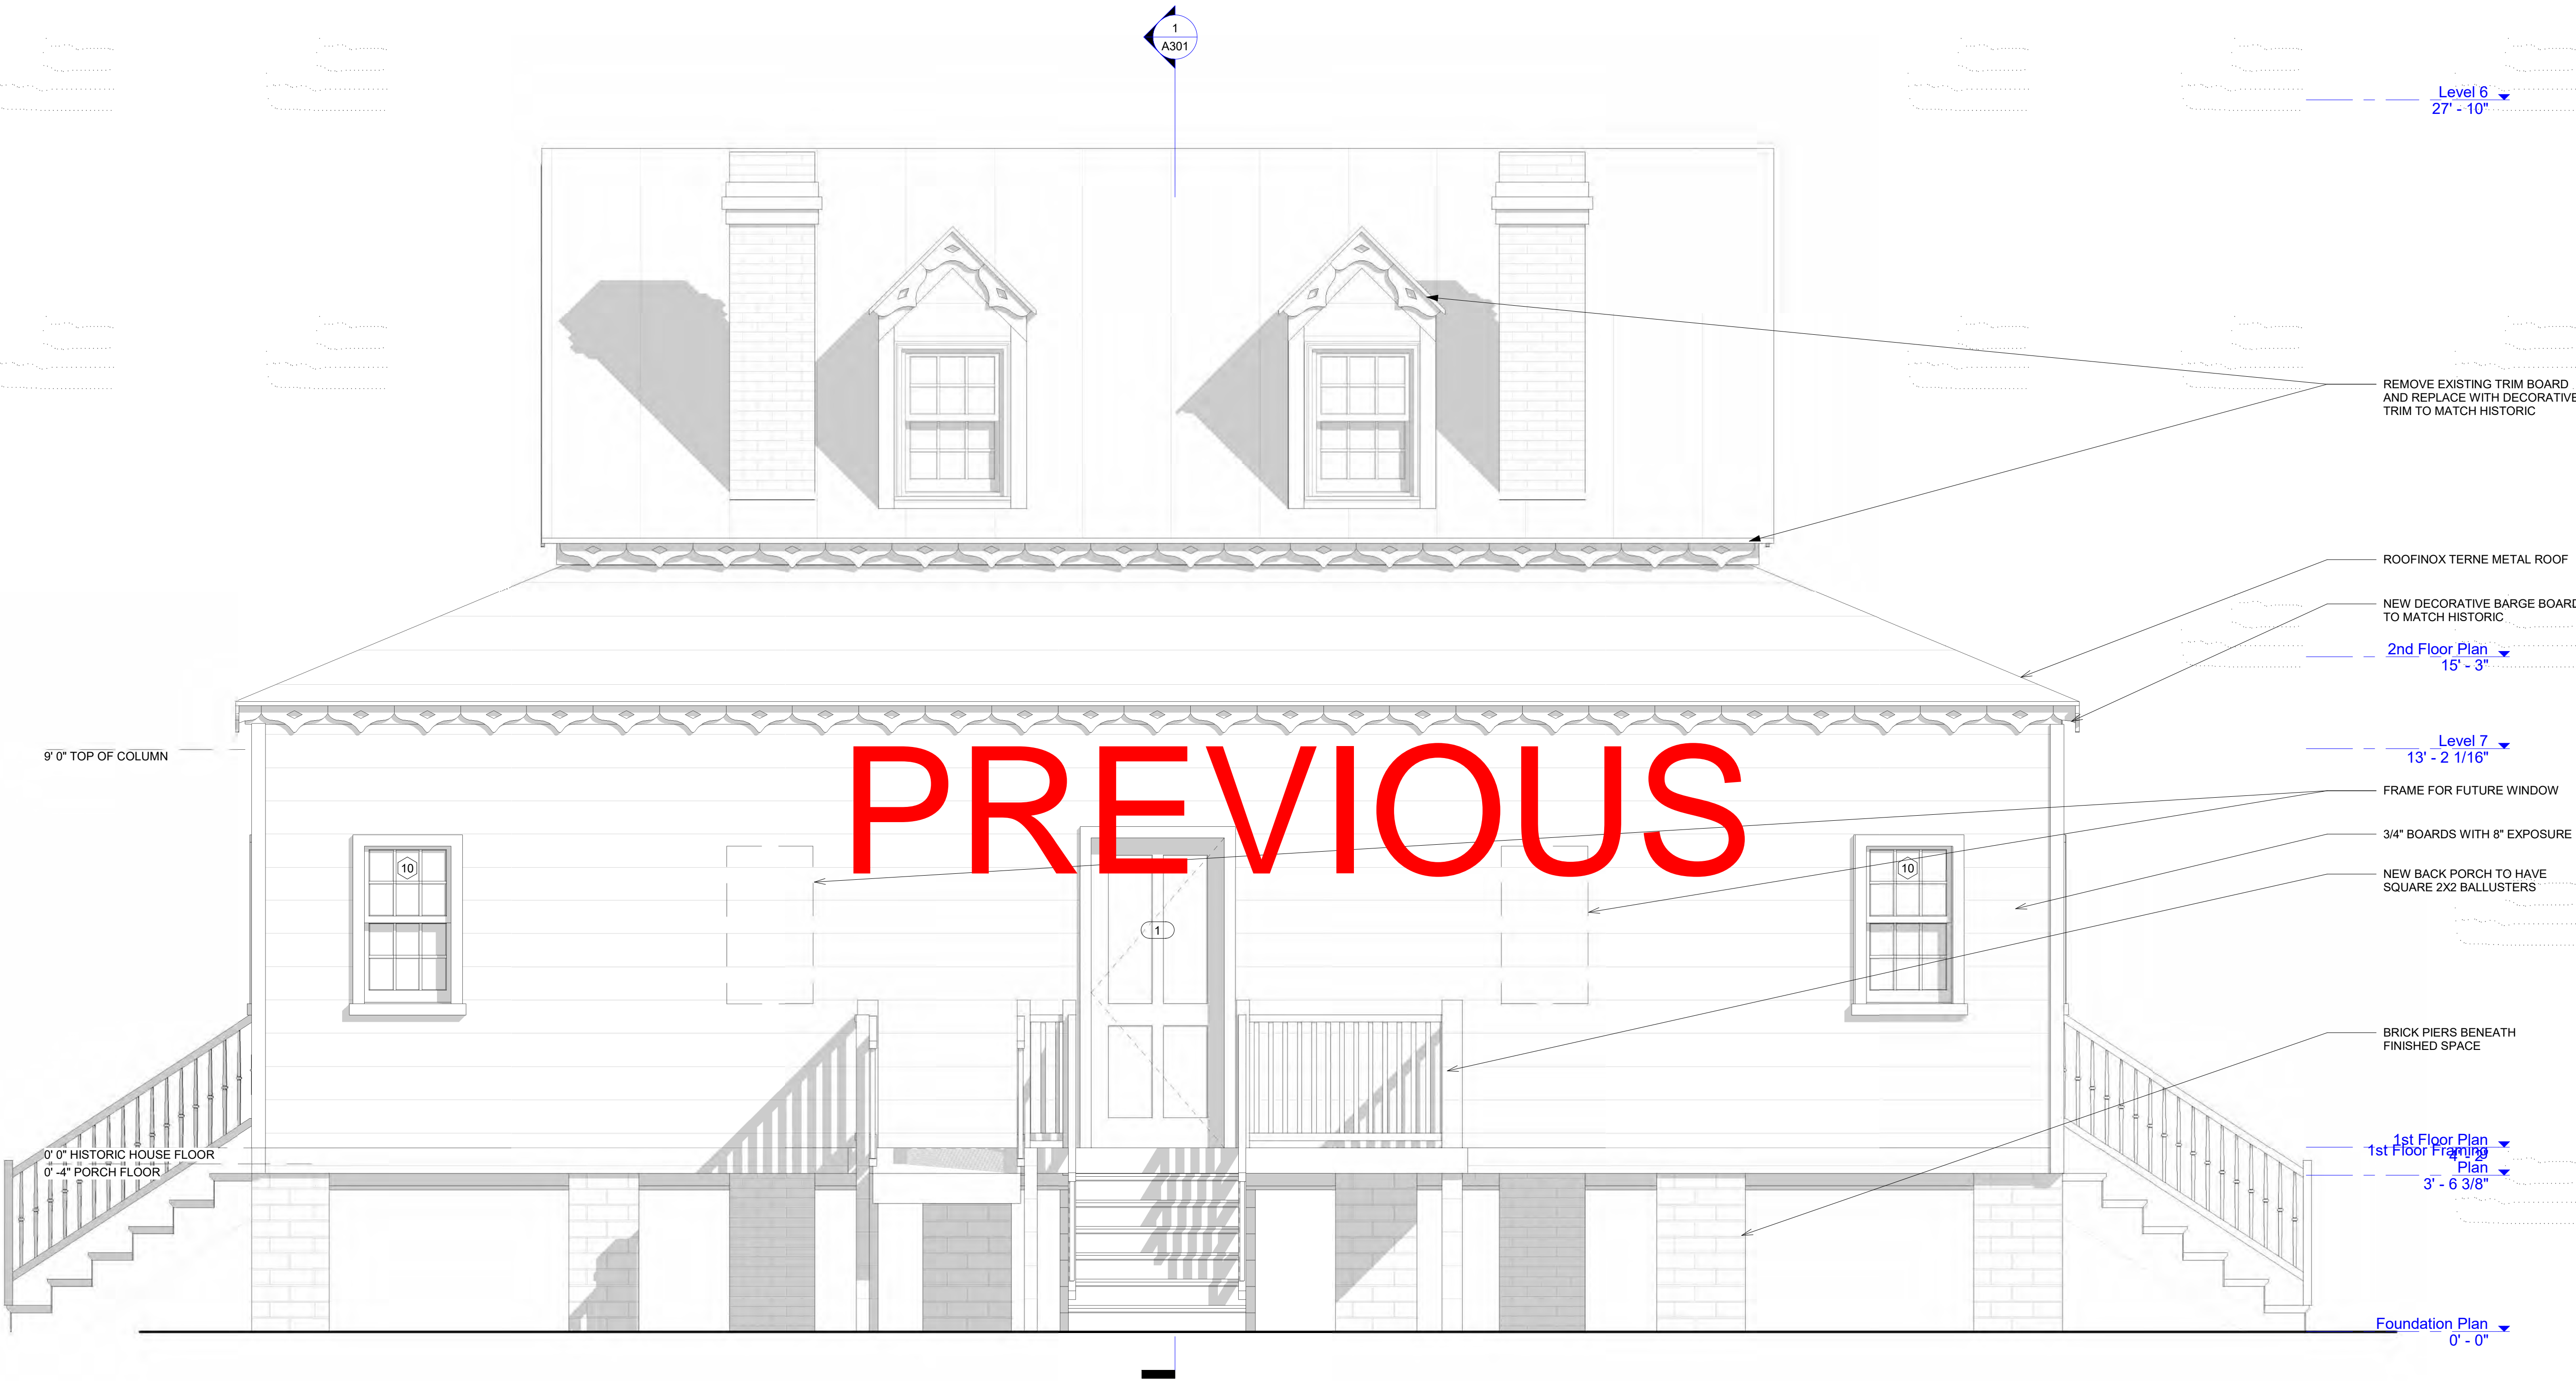 1
A301
Level 6
27' - 10"
REMOVE EXISTING TRIM BOARD
AND REPLACE WITH DECORATIVE
TRIM TO MATCH HISTORIC
ROOFINOX TERNE METAL ROOF
NEW DECORATIVE BARGE BOARD
TO MATCH HISTORIC
2nd Floor Plan
15' - 3"
9' 0" TOP OF COLUMN
PREVIOUS
Level 7
13' - 2 1/16"
FRAME FOR FUTURE WINDOW
3/4" BOARDS WITH 8" EXPOSURE
10
10
NEW BACK PORCH TO HAVE
SQUARE 2X2 BALLUSTERS
1
BRICK PIERS BENEATH
FINISHED SPACE
0' 0" HISTORIC HOUSE FLOOR
0' -4" PORCH FLOOR
1st Floor Plan
1st Floor Framing
Plan
3' - 6 3/8"
Foundation Plan
0' - 0"